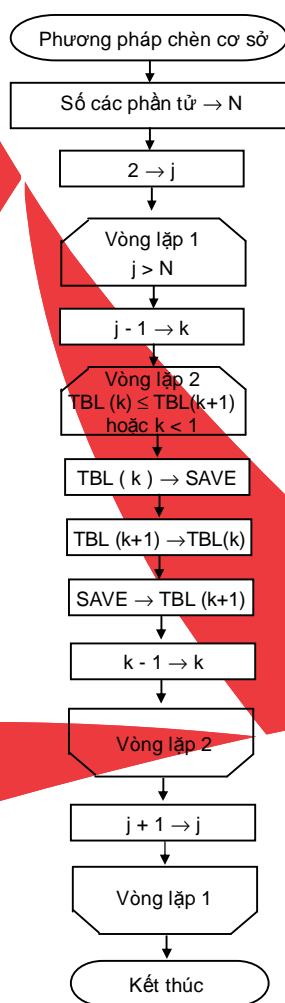 Phương pháp chèn cơ sở
Số các phần tử → N
2 → j
Vòng lặp 1
j > N
j - 1 → k
Vòng lặp 2
TBL (k) ≤ TBL(k+1)
hoặc k < 1
TBL ( k ) → SAVE
TBL (k+1) →TBL(k)
SAVE → TBL (k+1)
k - 1 → k
Vòng lặp 2
j + 1 → j
Vòng lặp 1
Kết thúc